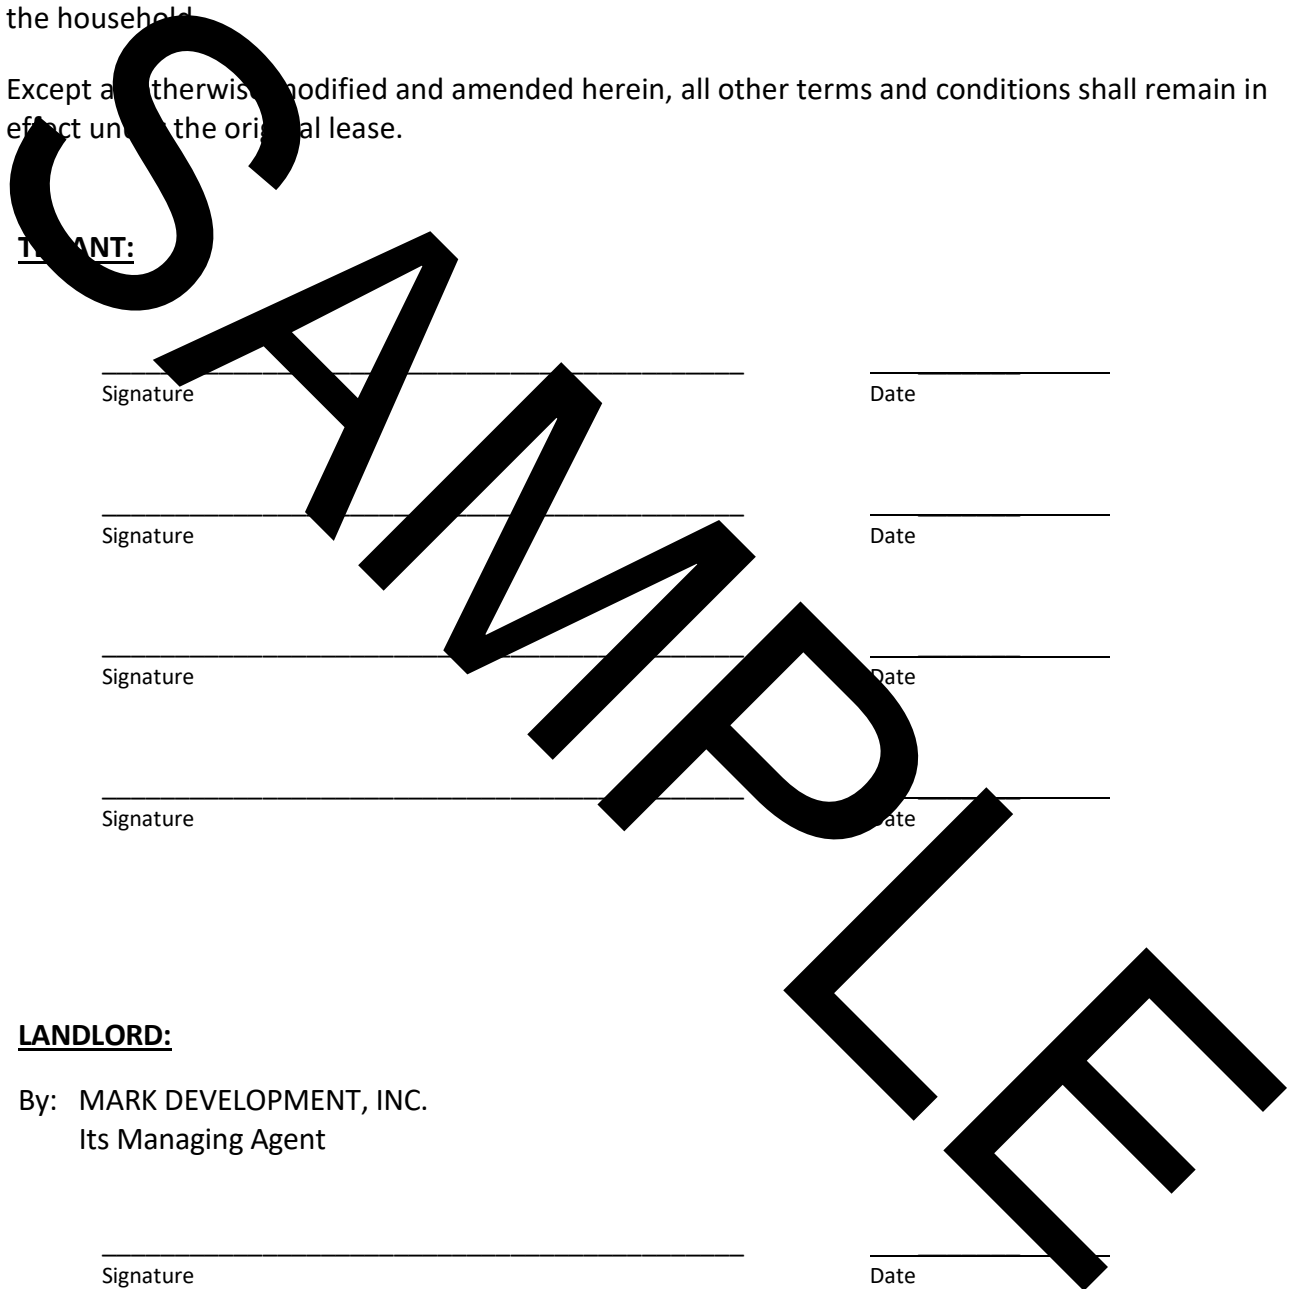 the household
Except as otherwise modified and amended herein, all other terms and conditions shall remain in
effect under the original lease.
TENANT:
Signature Date
Signature Date
Signature Date
Signature Date
LANDLORD:
By: MARK DEVELOPMENT, INC.
Its Managing Agent
Signature Date
SAMPLE